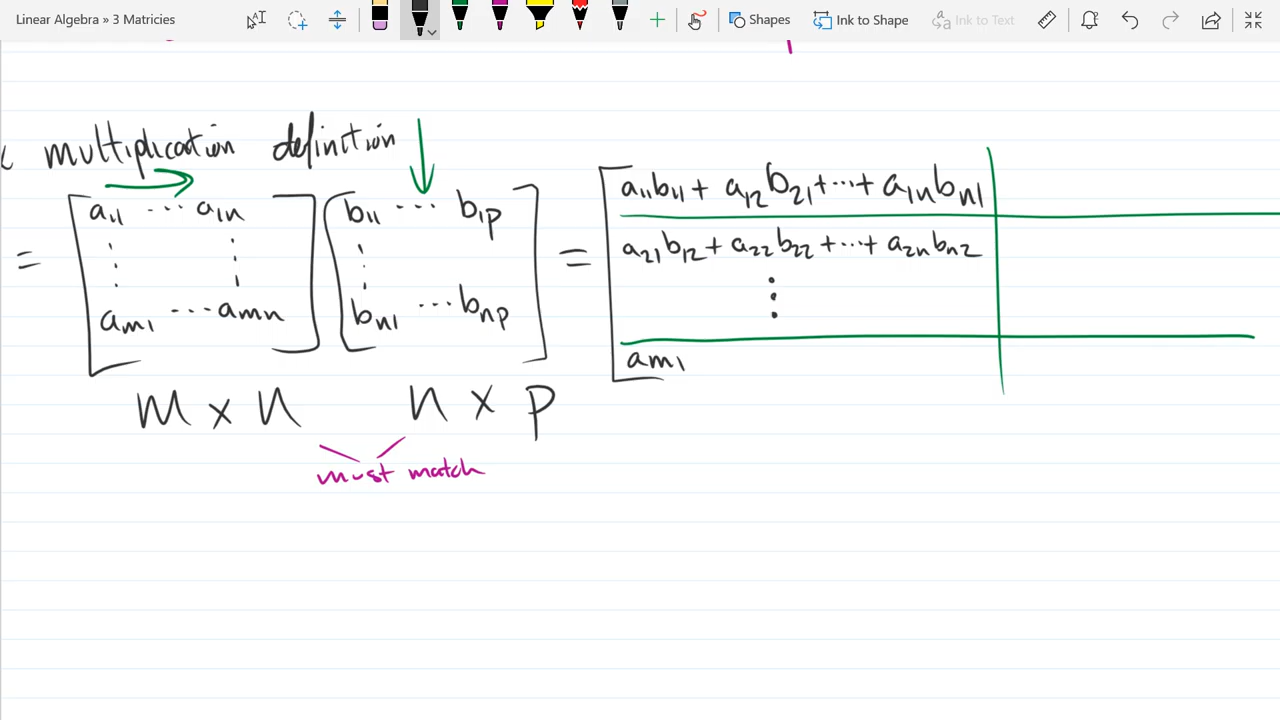 Linear Algebra » 3 Matricies
Shapes
Ink to Shape
Ink to Text
multiplication definition
= [ a₁₁ ⋯ a₁ₙ ] [ b₁₁ ⋯ b₁ₚ ] = [ a₁₁b₁₁ + a₁₂b₂₁ + ⋯ + a₁ₙbₙ₁
⋮ ⋮ ⋮ a₂₁b₁₂ + a₂₂b₂₂ + ⋯ + a₂ₙbₙ₂
aₘ₁ ⋯ aₘₙ bₙ₁ ⋯ bₙₚ ⋮
aₘ₁
m × n n × p
must match